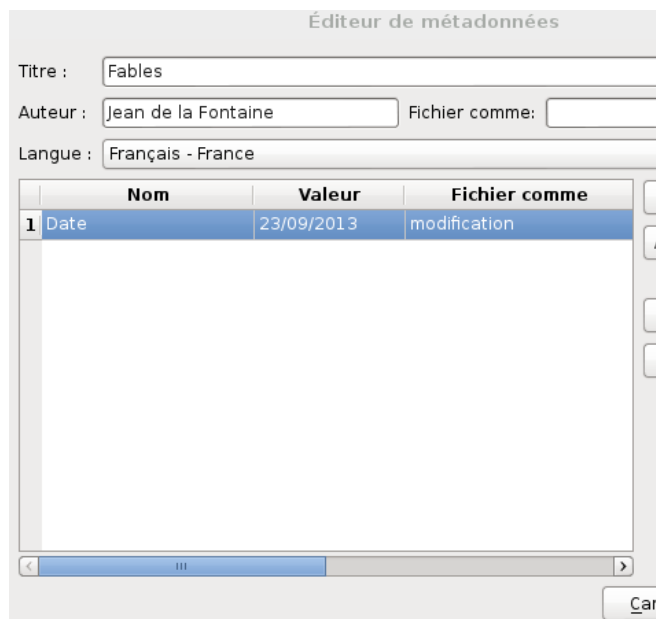 Éditeur de métadonnées
Titre : Fables
Auteur : Jean de la Fontaine Fichier comme:
Langue : Français - France
Nom Valeur Fichier comme
1 Date 23/09/2013 modification